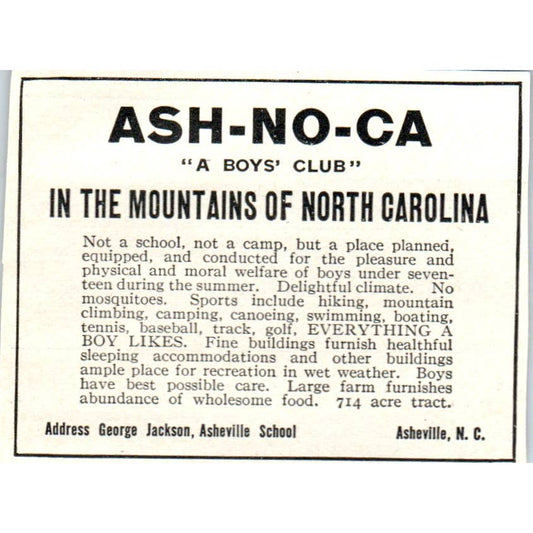 ASH-NO-CA
"A BOYS' CLUB"
IN THE MOUNTAINS OF NORTH CAROLINA
Not a school, not a camp, but a place planned,
equipped, and conducted for the pleasure and
physical and moral welfare of boys under seven-
teen during the summer. Delightful climate. No
mosquitoes. Sports include hiking, mountain
climbing, camping, canoeing, swimming, boating,
tennis, baseball, track, golf, EVERYTHING A
BOY LIKES. Fine buildings furnish healthful
sleeping accommodations and other buildings
ample place for recreation in wet weather. Boys
have best possible care. Large farm furnishes
abundance of wholesome food. 714 acre tract.
Address George Jackson, Asheville School Asheville, N. C.